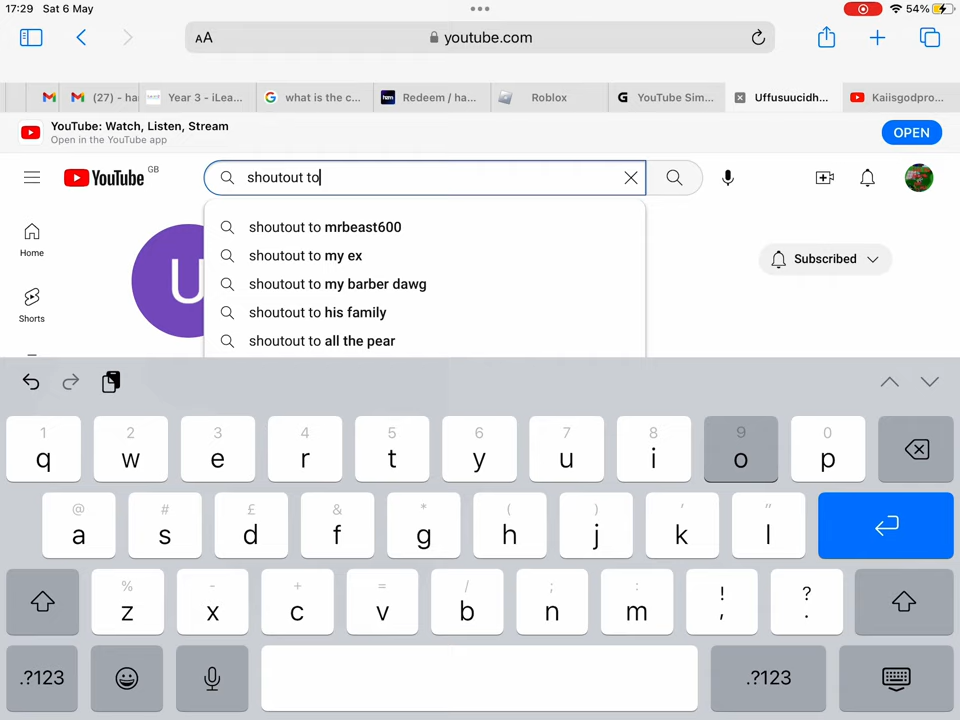 17:29 Sat 6 May
54%
AA youtube.com
(27) - ha Year 3 - iLea... what is the c... hm Redeem / ha... Roblox G YouTube Sim... Uffusuucidh... Kaiisgodpro...
YouTube: Watch, Listen, Stream
Open in the YouTube app
OPEN
YouTube GB
shoutout to
shoutout to mrbeast600
shoutout to my ex
shoutout to my barber dawg
shoutout to his family
shoutout to all the pear
Home
Shorts
U
Subscribed
1 2 3 4 5 6 7 8 9 0
q w e r t y u i o p
@ # £ & * ( ) ' "
a s d f g h j k l
% - + = / ; : ! ?
z x c v b n m , .
.?123 .?123